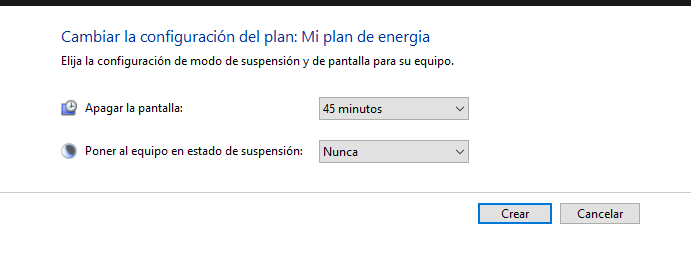 Cambiar la configuración del plan: Mi plan de energia
Elija la configuración de modo de suspensión y de pantalla para su equipo.
Apagar la pantalla: 45 minutos
Poner al equipo en estado de suspensión: Nunca
Crear Cancelar